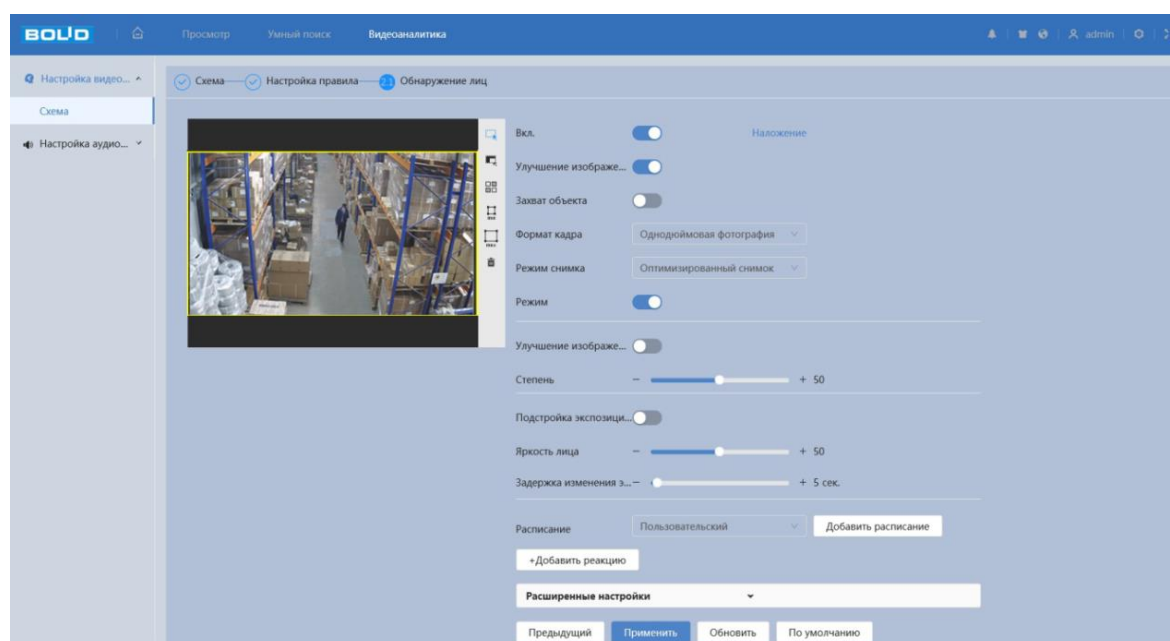 BOLID Просмотр Умный поиск Видеоаналитика admin
Настройка видео...
Схема
Настройка аудио...
Схема Настройка правила 2.1 Обнаружение лиц
Вкл. Наложение
Улучшение изображе...
Захват объекта
Формат кадра Однодюймовая фотография
Режим снимка Оптимизированный снимок
Режим
Улучшение изображе...
Степень − + 50
Подстройка экспозици...
Яркость лица − + 50
Задержка изменения э... − + 5 сек.
Расписание Пользовательский Добавить расписание
+Добавить реакцию
Расширенные настройки
Предыдущий Применить Обновить По умолчанию